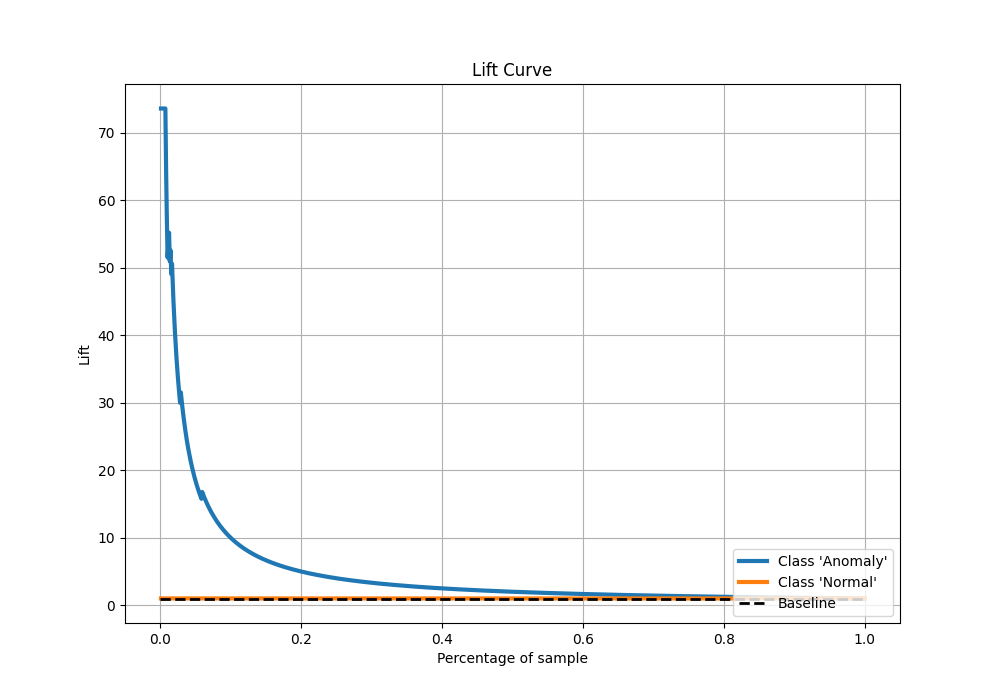 Lift Curve
Lift
70
60
50
40
30
20
10
0
0.0 0.2 0.4 0.6 0.8 1.0
Percentage of sample
Class 'Anomaly'
Class 'Normal'
Baseline